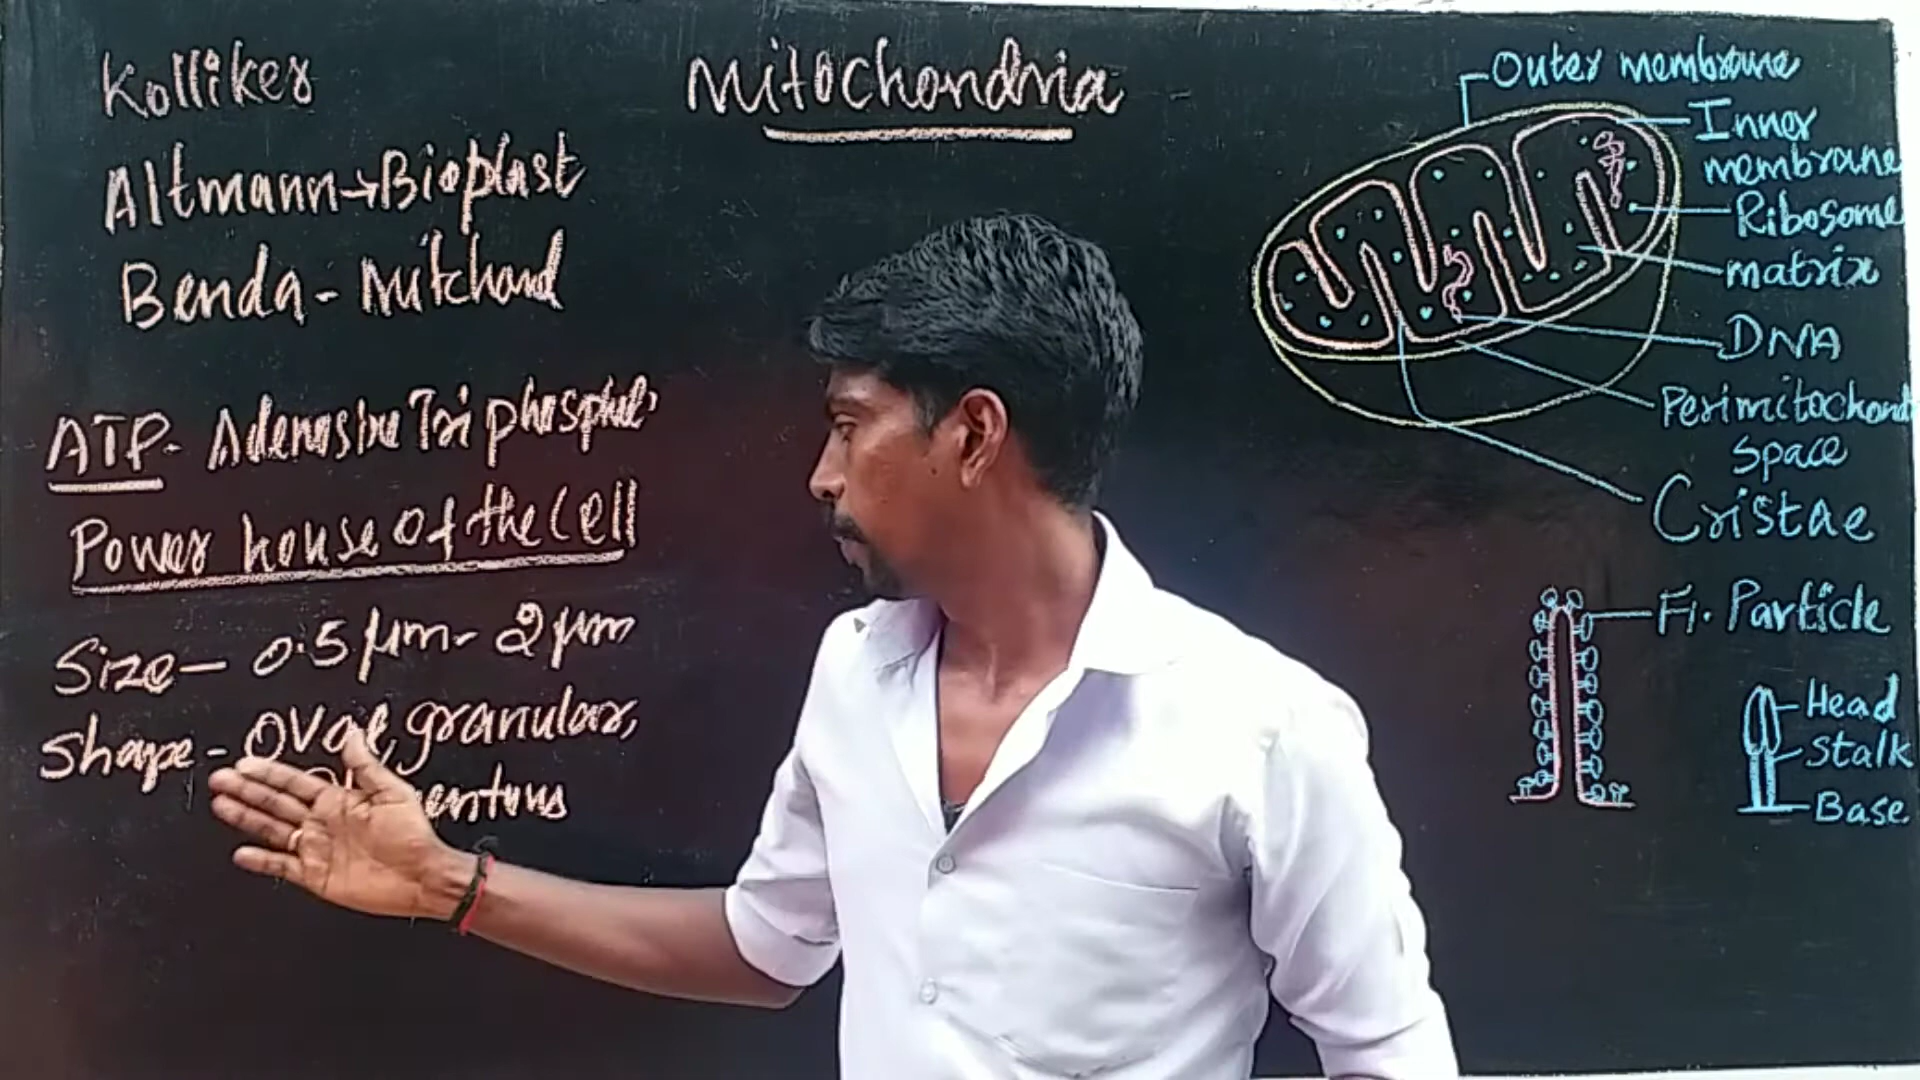 Mitochondria
Kolliker
Altmann→Bioplast
Benda - Mitchond
ATP- Adenosine Tri phosphe
Power house of the Cell
Size - 0.5 µm - 2 µm
Shape - Oval, granular,
Outer membrane
Inner
membrane
Ribosome
matrix
DNA
Perimitochond
space
Cristae
F1. Particle
Head
Stalk
Base